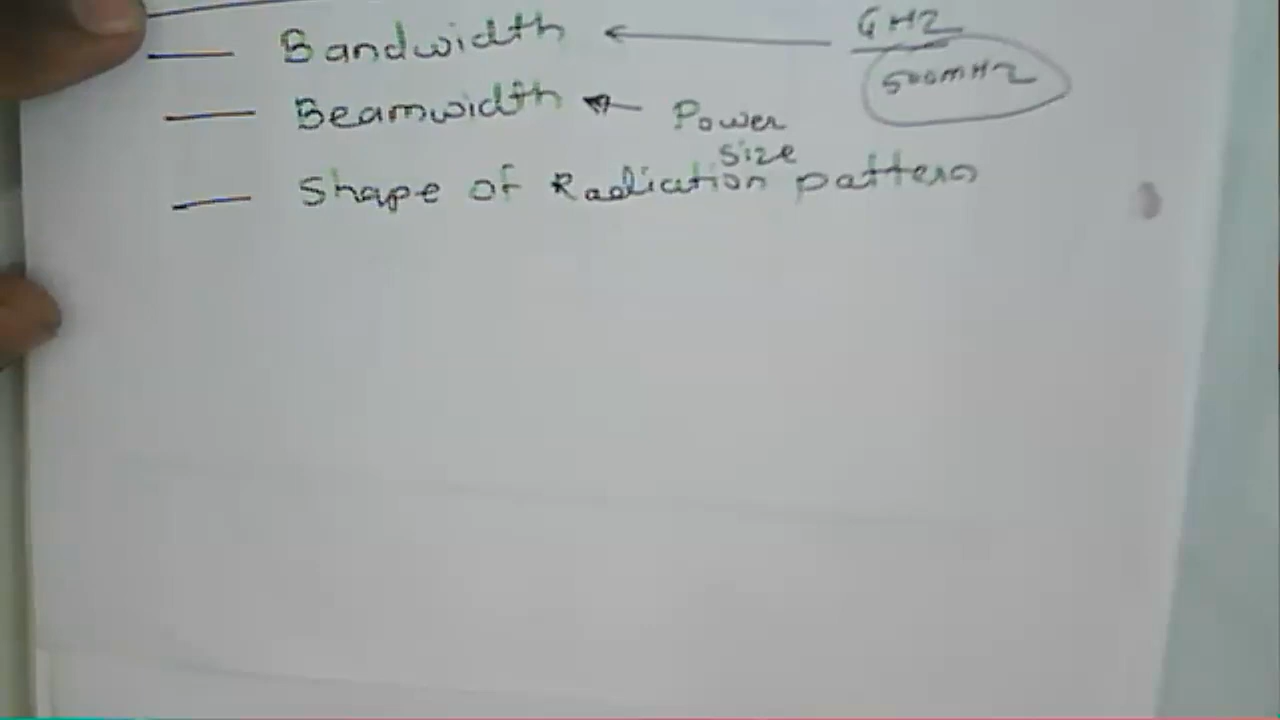 Bandwidth GHZ
500MHZ
Beamwidth Power
size
Shape of Radiation pattern